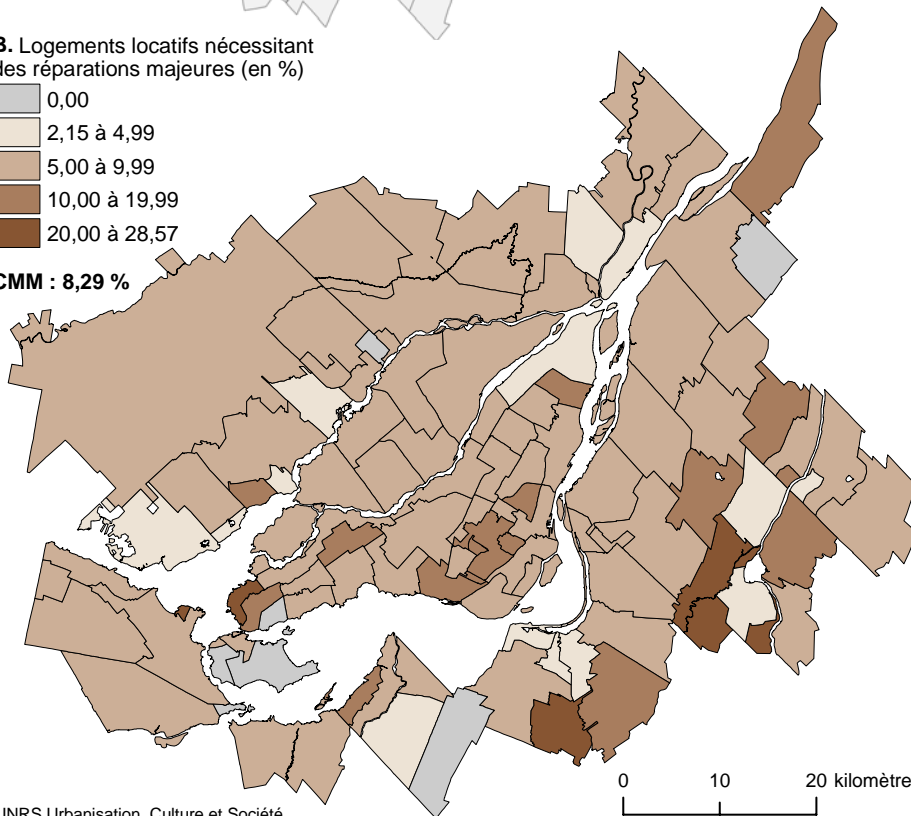 3. Logements locatifs nécessitant
des réparations majeures (en %)
0,00
2,15 à 4,99
5,00 à 9,99
10,00 à 19,99
20,00 à 28,57
CMM : 8,29 %
0 10 20 kilomètre
INRS Urbanisation, Culture et Société